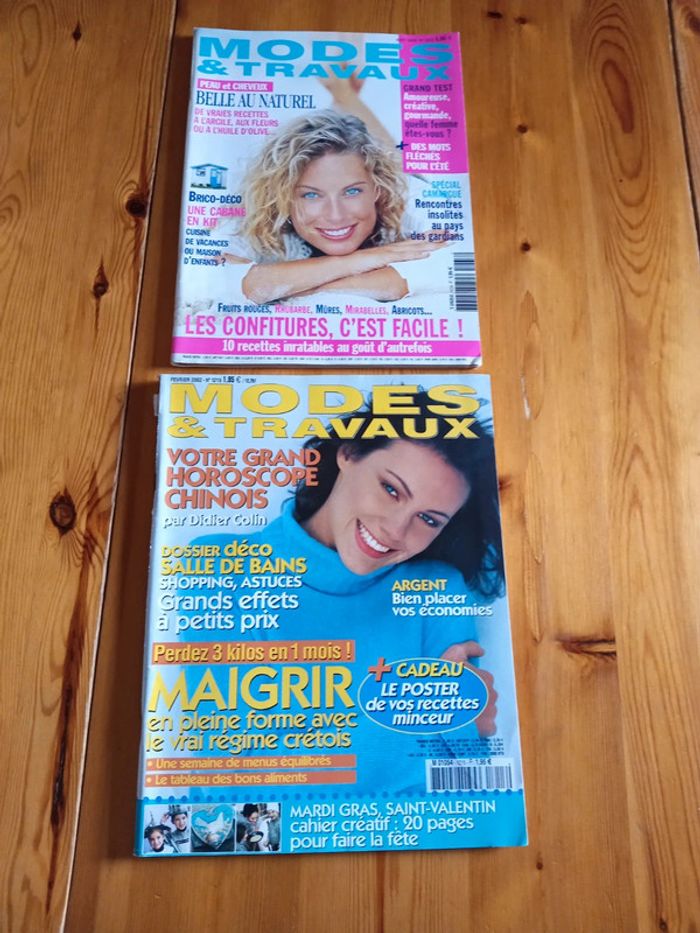 MODES
& TRAVAUX
PEAU et CHEVEUX
BELLE AU NATUREL
DE VRAIES RECETTES
À L'ARGILE, AUX FLEURS
OU À L'HUILE D'OLIVE...
GRAND TEST
Amoureuse,
créative,
gourmande,
quelle femme
êtes-vous ?
+ DES MOTS
FLÉCHÉS
POUR L'ÉTÉ
BRICO-DÉCO
UNE CABANE
EN KIT
CUISINE
DE VACANCES
OU MAISON
D'ENFANTS ?
SPÉCIAL
CAMARGUE
Rencontres
insolites
au pays
des gardians
FRUITS ROUGES, RHUBARBE, MÛRES, MIRABELLES, ABRICOTS...
LES CONFITURES, C'EST FACILE !
10 recettes inratables au goût d'autrefois
FEVRIER 2002 - N° 1215 1,95 €
MODES
& TRAVAUX
VOTRE GRAND
HOROSCOPE
CHINOIS
par Didier Colin
DOSSIER déco
SALLE DE BAINS
SHOPPING, ASTUCES
Grands effets
à petits prix
ARGENT
Bien placer
vos économies
Perdez 3 kilos en 1 mois !
MAIGRIR
en pleine forme avec
le vrai régime crétois
• Une semaine de menus équilibrés
• Le tableau des bons aliments
+ CADEAU
LE POSTER
de vos recettes
minceur
MARDI GRAS, SAINT-VALENTIN
cahier créatif : 20 pages
pour faire la fête